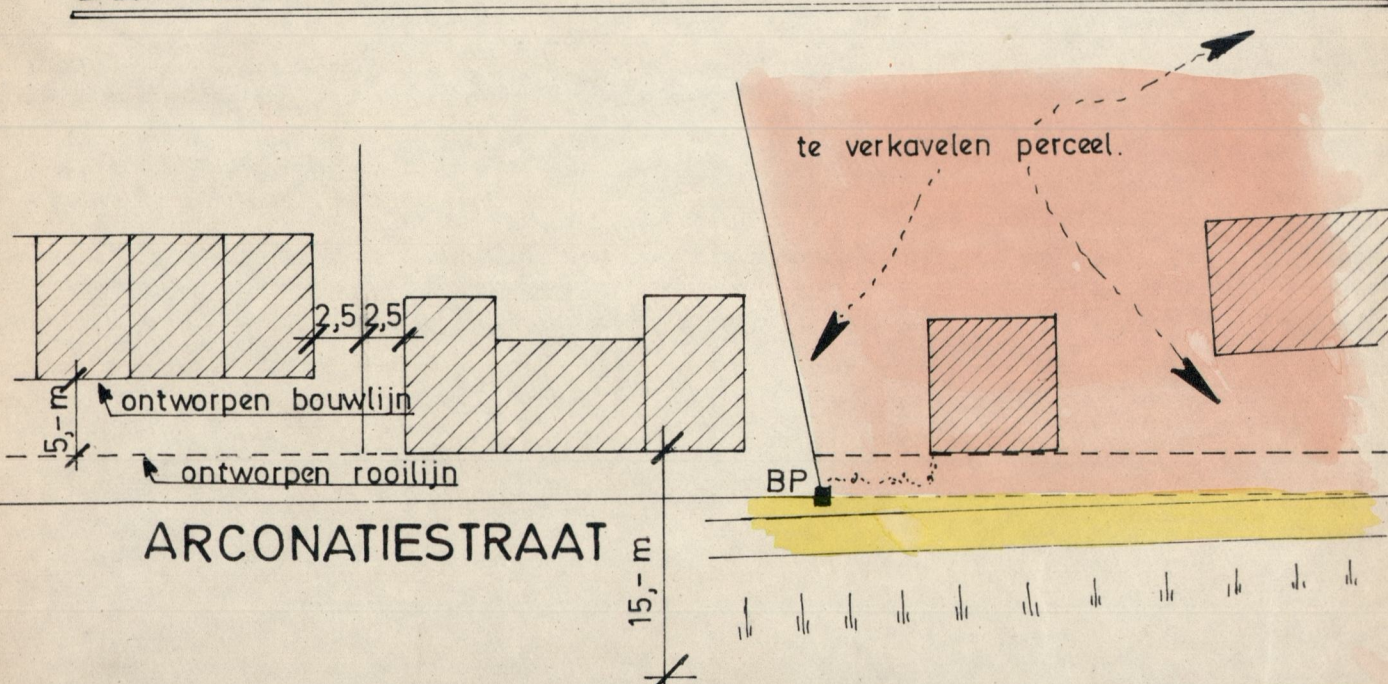 te verkavelen perceel.
2,5 2,5
ontworpen bouwlijn
5,- m
ontworpen rooilijn
BP
ARCONATIESTRAAT
15,- m